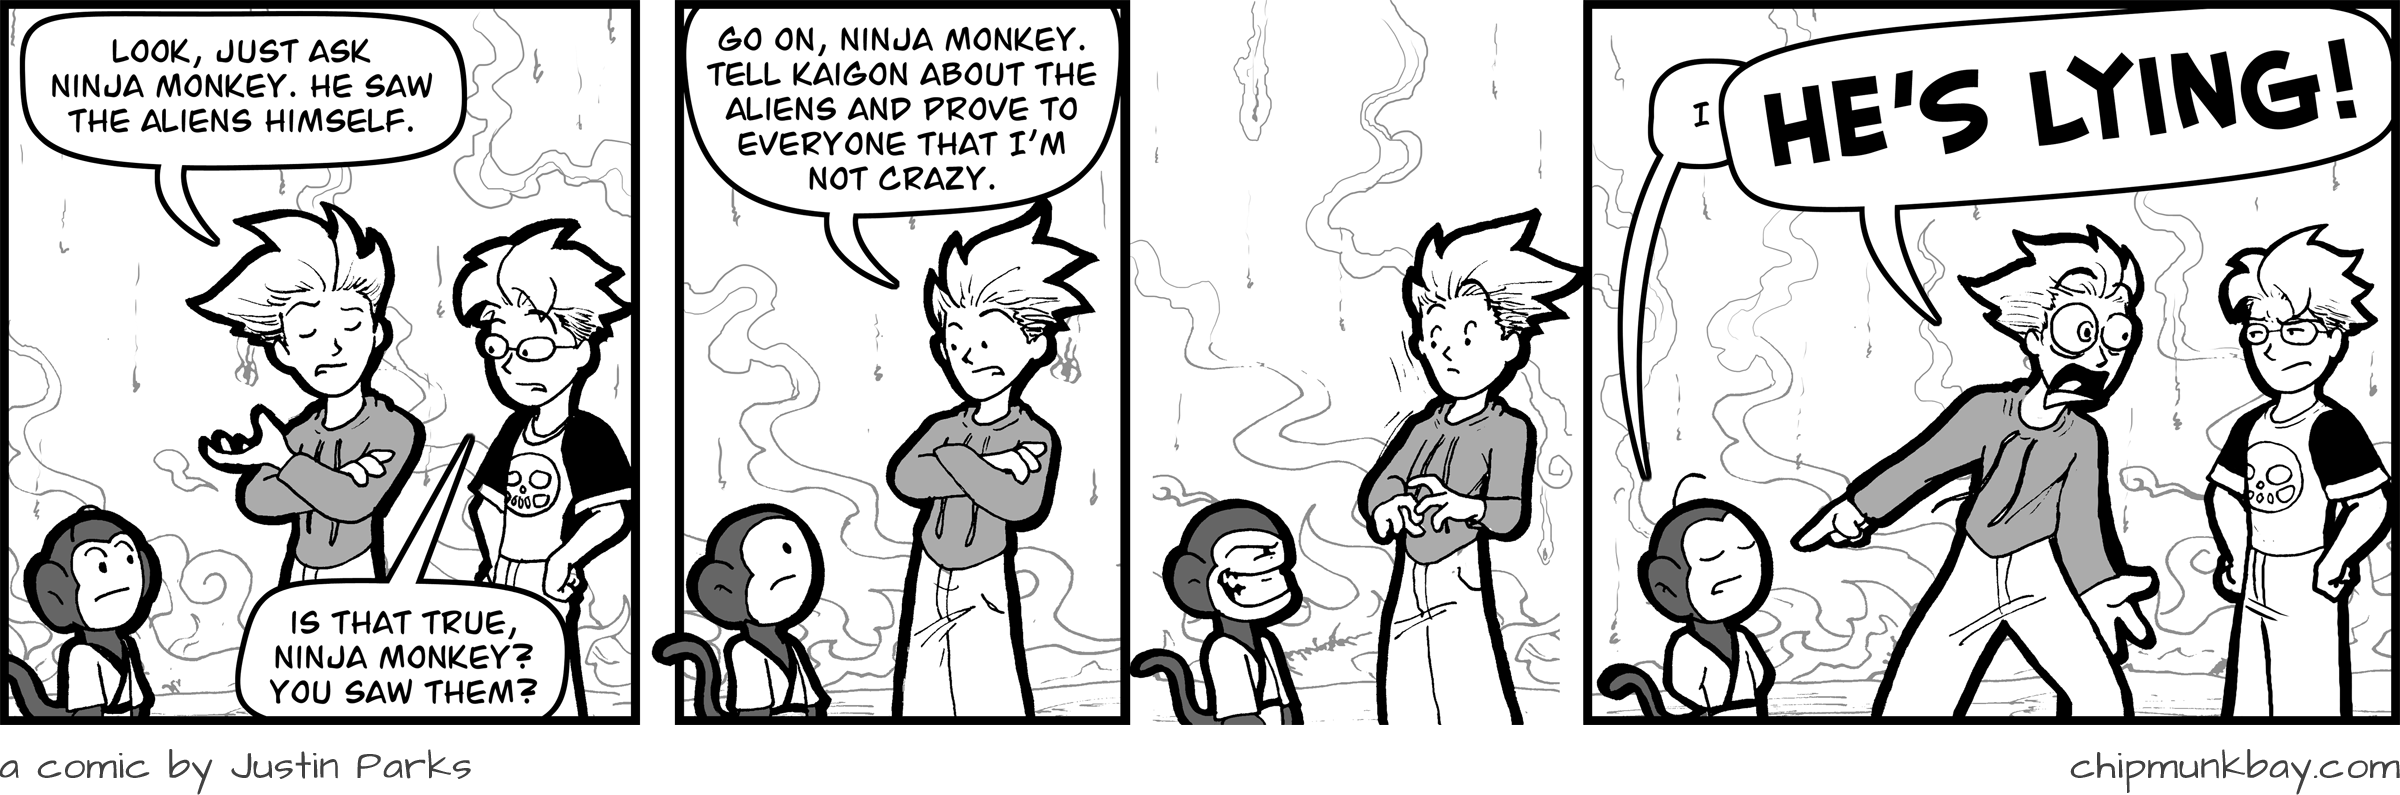 LOOK, JUST ASK
NINJA MONKEY. HE SAW
THE ALIENS HIMSELF.
IS THAT TRUE,
NINJA MONKEY?
YOU SAW THEM?
GO ON, NINJA MONKEY.
TELL KAIGON ABOUT THE
ALIENS AND PROVE TO
EVERYONE THAT I'M
NOT CRAZY.
I
HE'S LYING!
a comic by Justin Parks
chipmunkbay.com